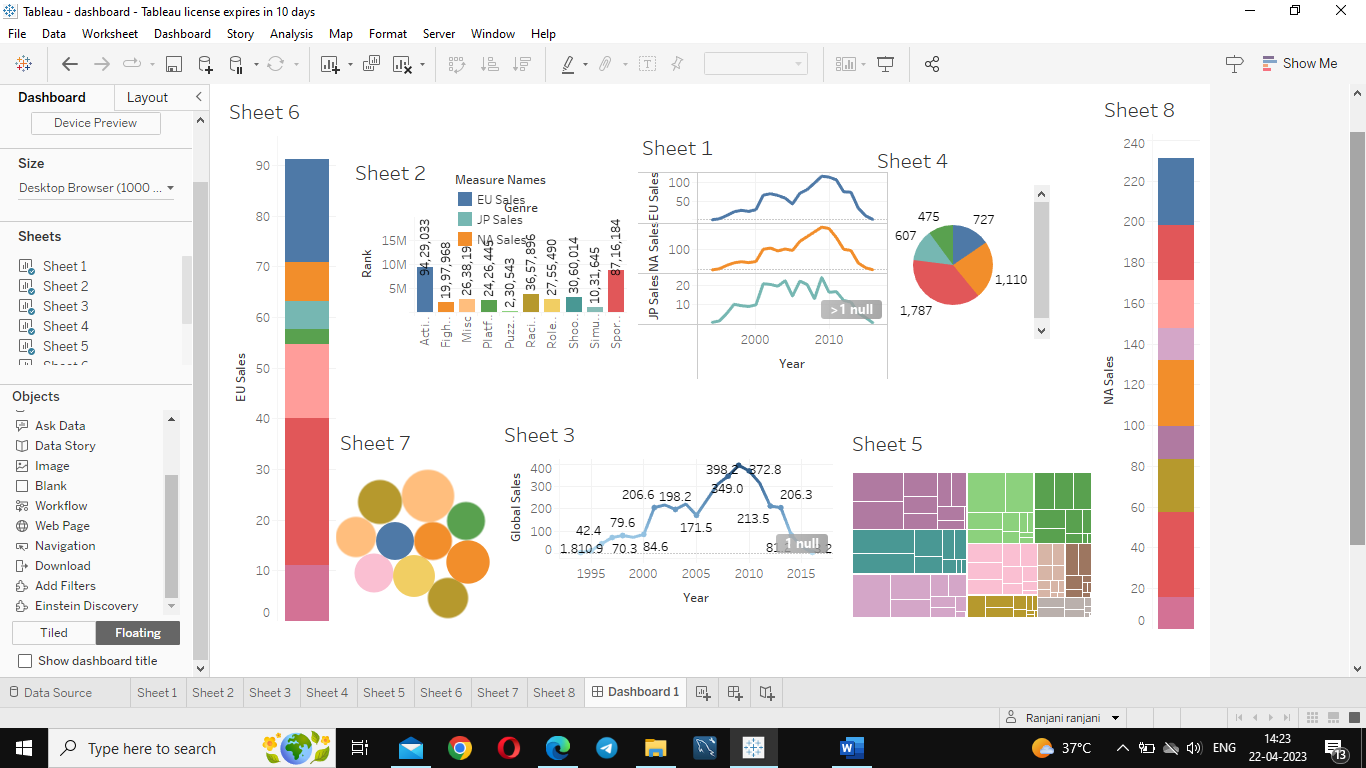 Tableau - dashboard - Tableau license expires in 10 days
File Data Worksheet Dashboard Story Analysis Map Format Server Window Help
Show Me
Dashboard Layout
Device Preview
Size
Desktop Browser (1000 ...
Sheets
Sheet 1
Sheet 2
Sheet 3
Sheet 4
Sheet 5
Objects
Ask Data
Data Story
Image
Blank
Workflow
Web Page
Navigation
Download
Add Filters
Einstein Discovery
Tiled Floating
Show dashboard title
Sheet 6
EU Sales
90
80
70
60
50
40
30
20
10
0
Sheet 2
Measure Names
EU Sales
JP Sales
NA Sales
Genre
Rank
15M
10M
5M
94,29,033
19,97,968
26,38,19
24,26,445
2,30,543
36,57,896
27,55,490
30,60,014
10,31,645
87,16,184
Acti..
Figh..
Misc
Platf..
Puzz..
Raci..
Role..
Shoo..
Simu..
Spor..
Sheet 1
EU Sales
100
50
NA Sales
100
JP Sales
20
10
>1 null
2000 2010
Year
Sheet 4
475
727
607
1,110
1,787
Sheet 8
NA Sales
240
220
200
180
160
140
120
100
80
60
40
20
0
Sheet 7
Sheet 3
Global Sales
400
300
200
100
0
398.2 372.8
349.0
206.6 198.2 206.3
213.5
171.5
42.4 79.6
1.8 10.9 70.3 84.6
1 null
1995 2000 2005 2010 2015
Year
Sheet 5
Data Source Sheet 1 Sheet 2 Sheet 3 Sheet 4 Sheet 5 Sheet 6 Sheet 7 Sheet 8 Dashboard 1
Ranjani ranjani
Type here to search
37°C
ENG
14:23
22-04-2023
13